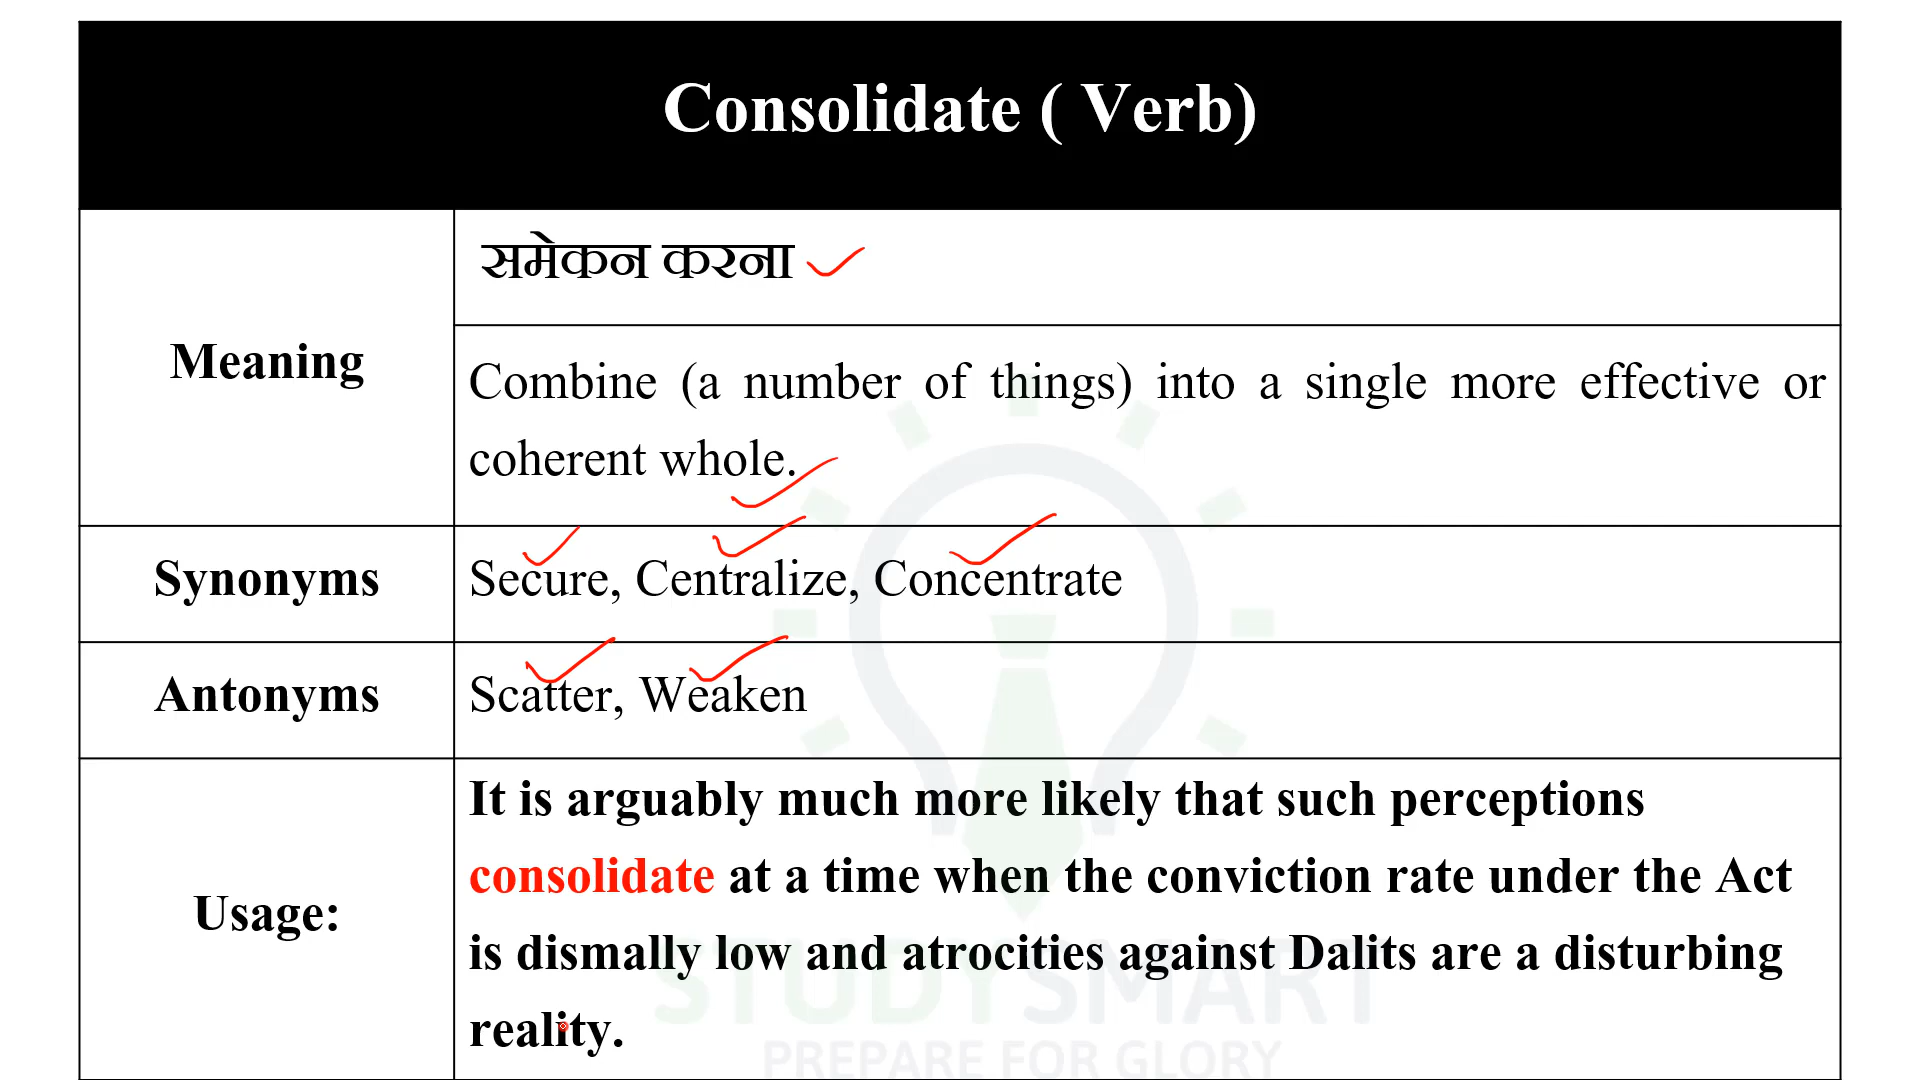 Consolidate ( Verb)
Meaning
समेकन करना
Combine (a number of things) into a single more effective or
coherent whole.
Synonyms
Secure, Centralize, Concentrate
Antonyms
Scatter, Weaken
Usage:
It is arguably much more likely that such perceptions
consolidate at a time when the conviction rate under the Act
is dismally low and atrocities against Dalits are a disturbing
reality.
STUDYSMART
PREPARE FOR GLORY